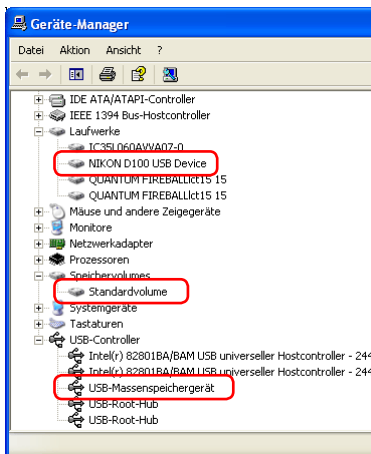 Geräte-Manager
Datei Aktion Ansicht ?
IDE ATA/ATAPI-Controller
IEEE 1394 Bus-Hostcontroller
Laufwerke
IC35L060AVVA07-0
NIKON D100 USB Device
QUANTUM FIREBALLlct15 15
QUANTUM FIREBALLlct15 15
Mäuse und andere Zeigegeräte
Monitore
Netzwerkadapter
Prozessoren
Speichervolumes
Standardvolume
Systemgeräte
Tastaturen
USB-Controller
Intel(r) 82801BA/BAM USB universeller Hostcontroller - 244
Intel(r) 82801BA/BAM USB universeller Hostcontroller - 244
USB-Massenspeichergerät
USB-Root-Hub
USB-Root-Hub